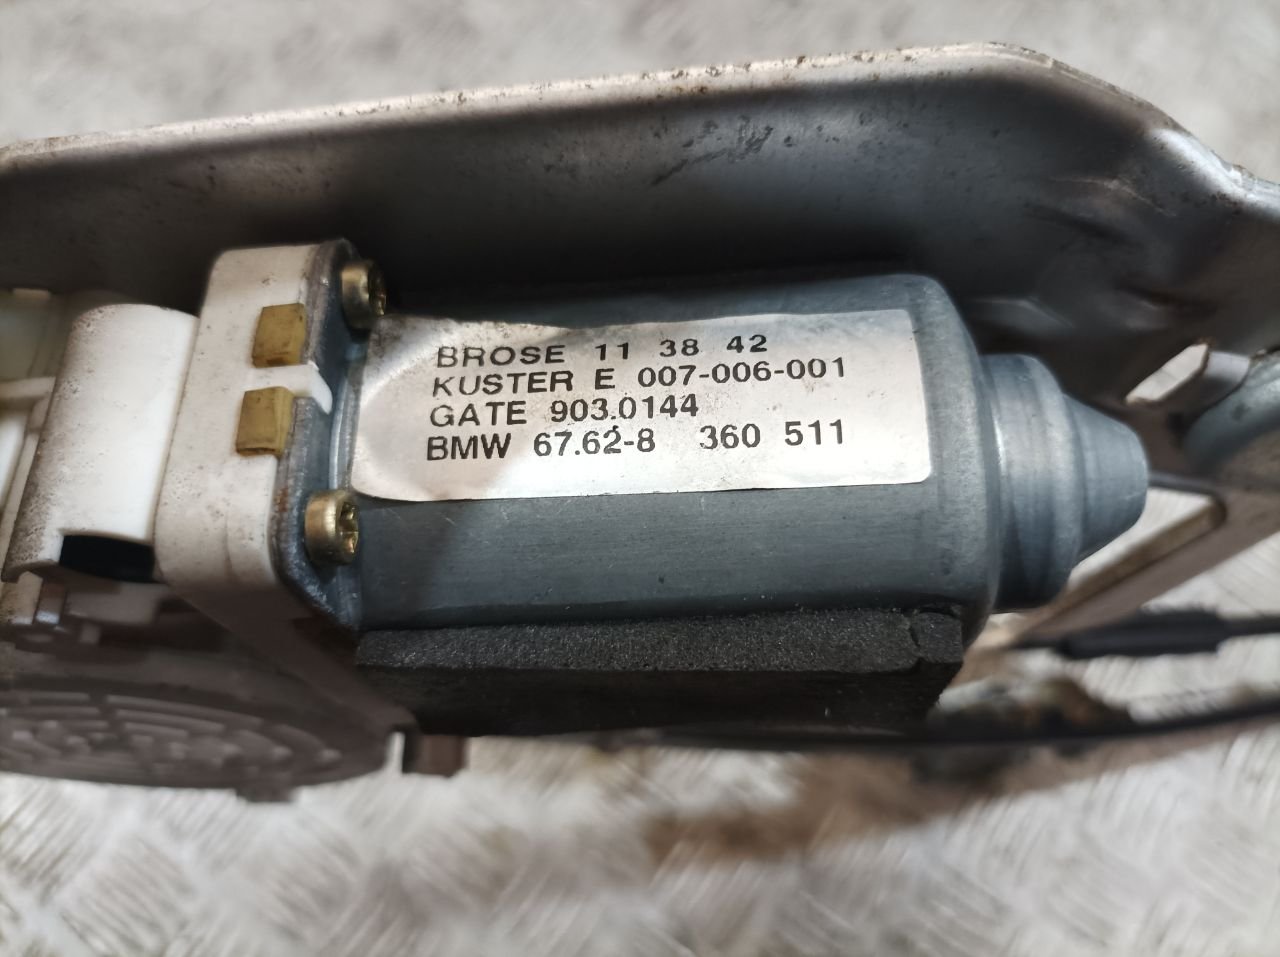 BROSE 11 38 42
KUSTER E 007-006-001
GATE 903.0144
BMW 67.62-8 360 511